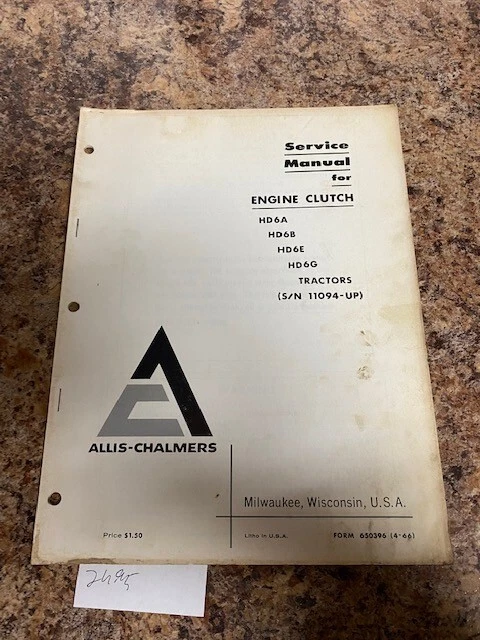 Service
Manual
for
ENGINE CLUTCH
HD6A
HD6B
HD6E
HD6G
TRACTORS
(S/N 11094-UP)
ALLIS-CHALMERS
Milwaukee, Wisconsin, U.S.A.
Price $1.50
Litho in U.S.A.
FORM 650396 (4-66)